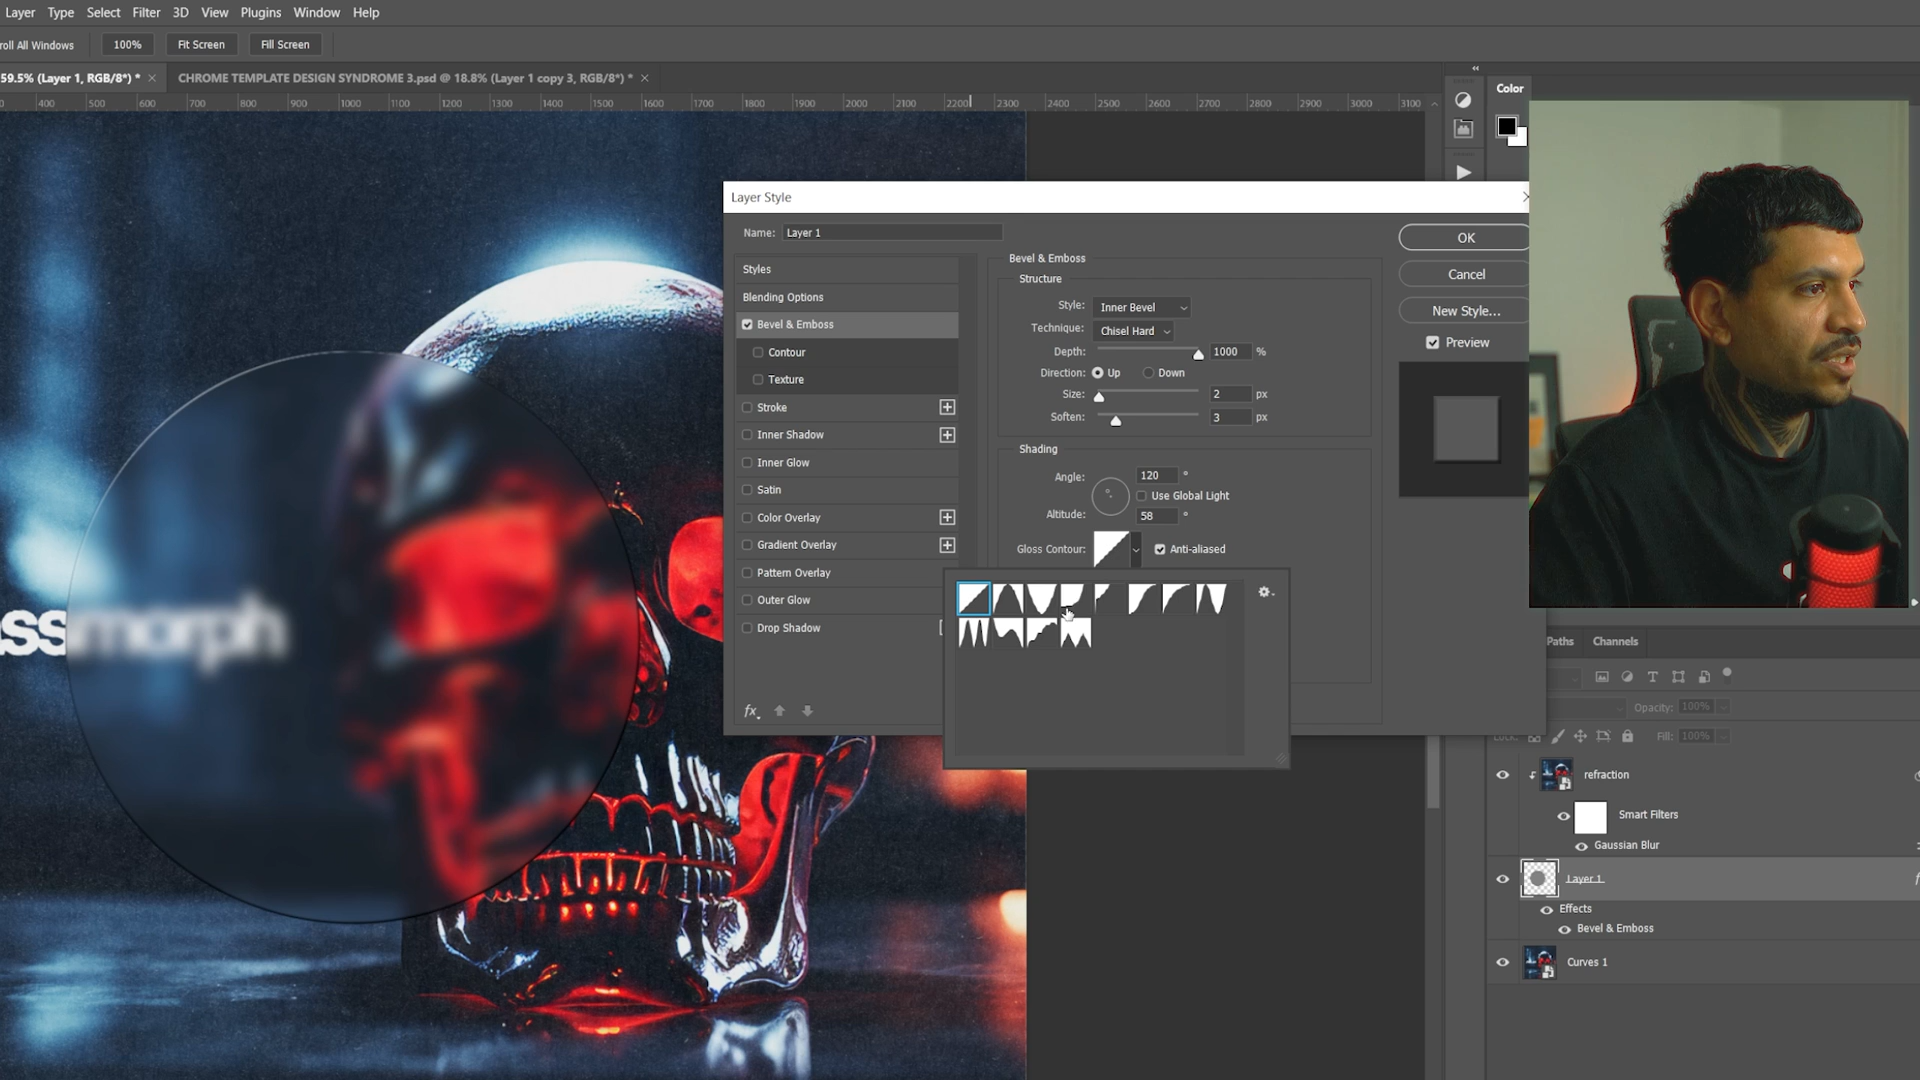 Layer Type Select Filter 3D View Plugins Window Help
roll All Windows 100% Fit Screen Fill Screen
59.5% (Layer 1, RGB/8*) * × CHROME TEMPLATE DESIGN SYNDROME 3.psd @ 18.8% (Layer 1 copy 3, RGB/8*) * ×
400 500 600 700 800 900 1000 1100 1200 1300 1400 1500 1600 1700 1800 1900 2000 2100 2200 2300 2400 2500 2600 2700 2800 2900 3000 3100
Color
Layer Style
Name: Layer 1
Styles
Blending Options
Bevel & Emboss
Contour
Texture
Stroke
Inner Shadow
Inner Glow
Satin
Color Overlay
Gradient Overlay
Pattern Overlay
Outer Glow
Drop Shadow
fx
Bevel & Emboss
Structure
Style: Inner Bevel
Technique: Chisel Hard
Depth: 1000 %
Direction: Up Down
Size: 2 px
Soften: 3 px
Shading
Angle: 120 °
Use Global Light
Altitude: 58 °
Gloss Contour: Anti-aliased
OK
Cancel
New Style...
Preview
ssmorph
Paths Channels
Opacity: 100%
Fill: 100%
refraction
Smart Filters
Gaussian Blur
Layer 1
Effects
Bevel & Emboss
Curves 1